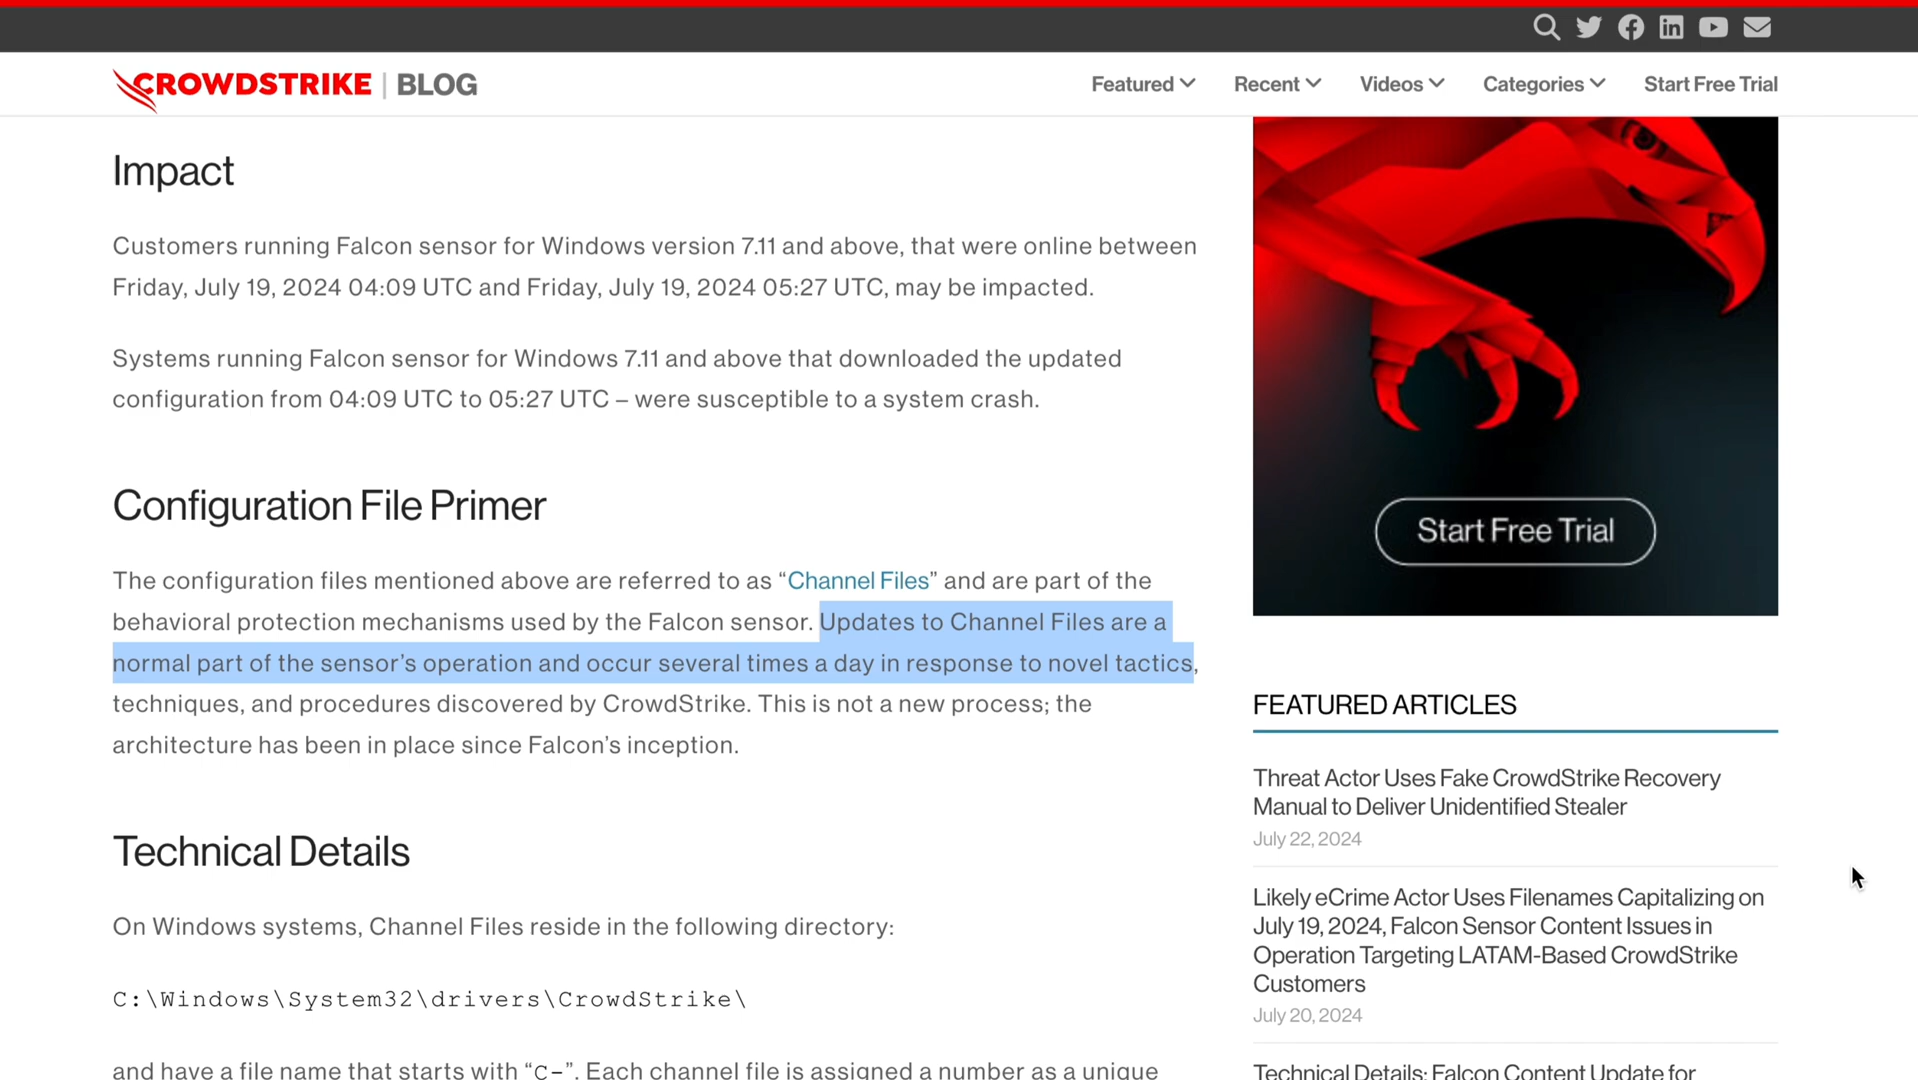 CROWDSTRIKE | BLOG
Featured
Recent
Videos
Categories
Start Free Trial
Impact
Customers running Falcon sensor for Windows version 7.11 and above, that were online between
Friday, July 19, 2024 04:09 UTC and Friday, July 19, 2024 05:27 UTC, may be impacted.
Systems running Falcon sensor for Windows 7.11 and above that downloaded the updated
configuration from 04:09 UTC to 05:27 UTC – were susceptible to a system crash.
Configuration File Primer
The configuration files mentioned above are referred to as “Channel Files” and are part of the
behavioral protection mechanisms used by the Falcon sensor. Updates to Channel Files are a
normal part of the sensor’s operation and occur several times a day in response to novel tactics,
techniques, and procedures discovered by CrowdStrike. This is not a new process; the
architecture has been in place since Falcon’s inception.
Technical Details
On Windows systems, Channel Files reside in the following directory:
C:\Windows\System32\drivers\CrowdStrike\
and have a file name that starts with “C-”. Each channel file is assigned a number as a unique
Start Free Trial
FEATURED ARTICLES
Threat Actor Uses Fake CrowdStrike Recovery
Manual to Deliver Unidentified Stealer
July 22, 2024
Likely eCrime Actor Uses Filenames Capitalizing on
July 19, 2024, Falcon Sensor Content Issues in
Operation Targeting LATAM-Based CrowdStrike
Customers
July 20, 2024
Technical Details: Falcon Content Update for